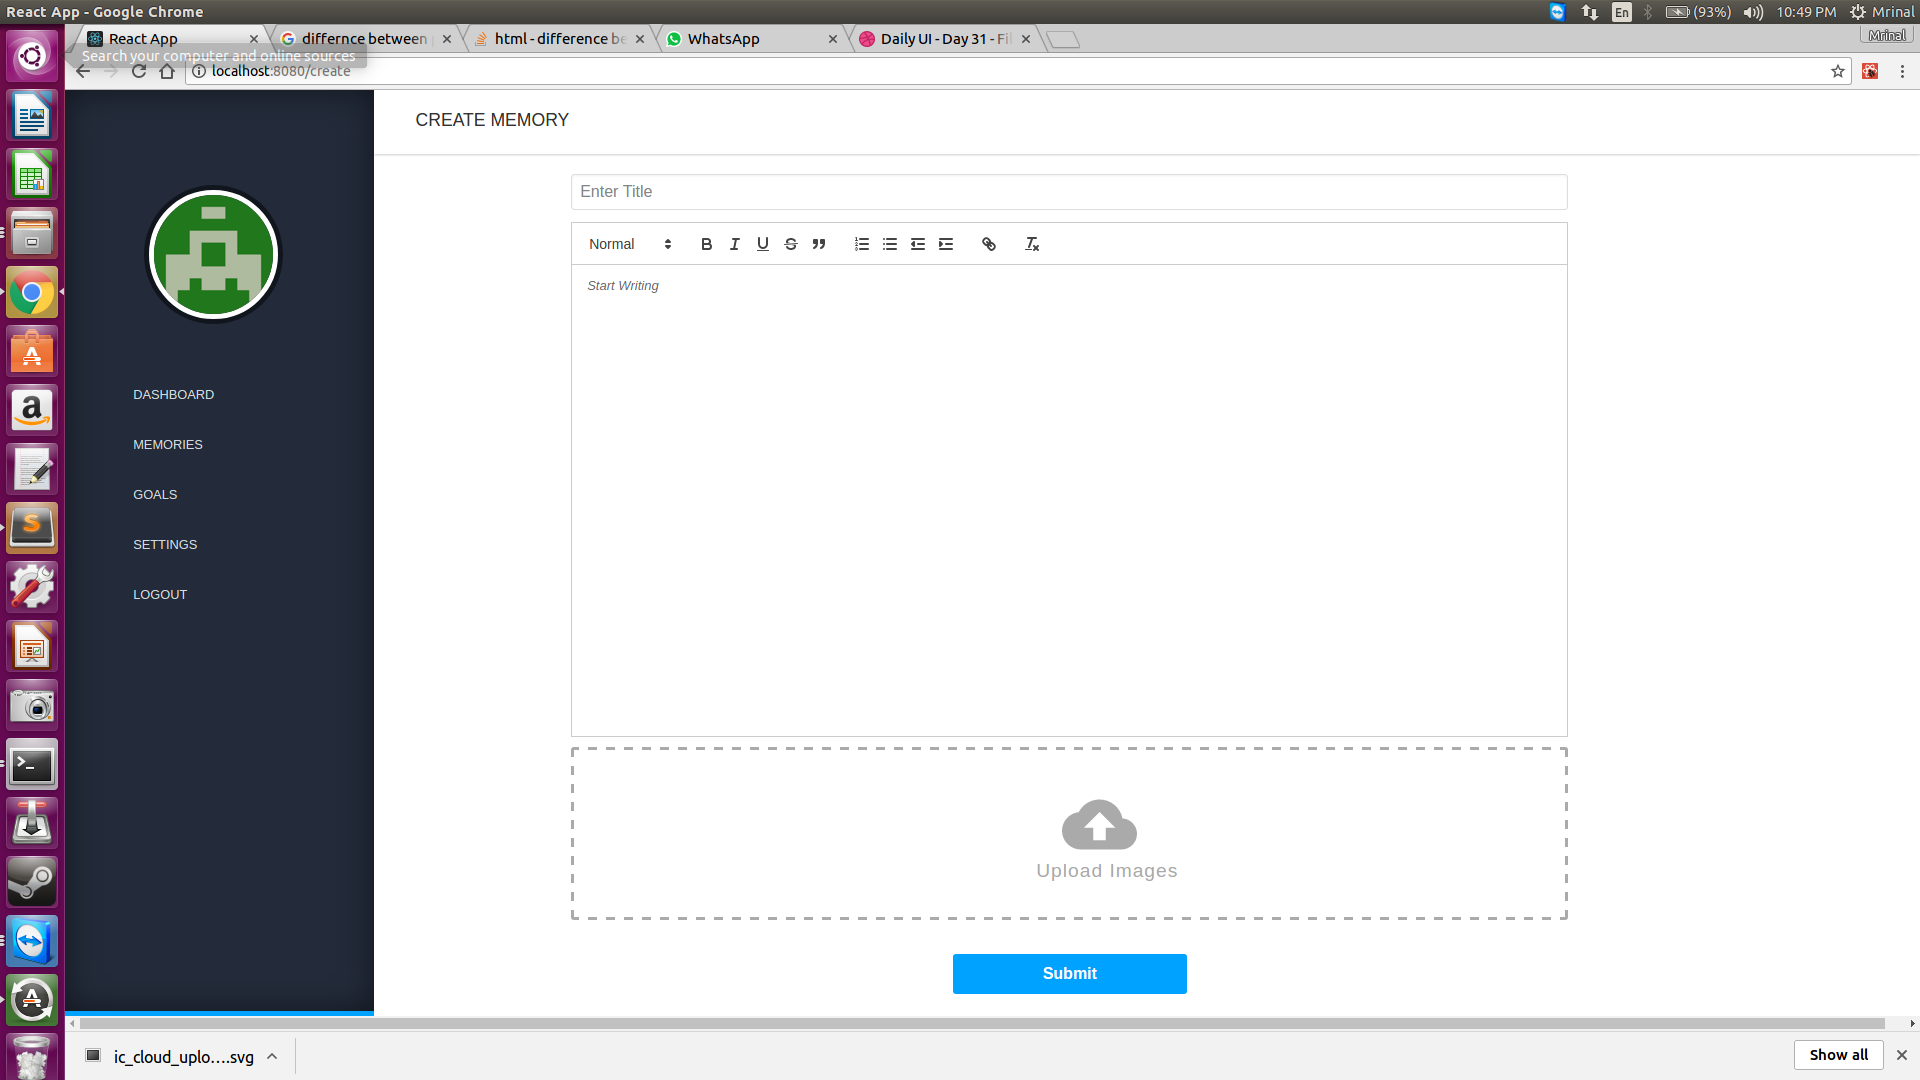 React App - Google Chrome
En
(93%)
10:49 PM
Mrinal
React App
differnce between
html - difference be
WhatsApp
Daily UI - Day 31 - Fil
Mrinal
Search your computer and online sources
localhost:8080/create
CREATE MEMORY
Enter Title
Normal
B I U S
Start Writing
DASHBOARD
MEMORIES
GOALS
SETTINGS
LOGOUT
Upload Images
Submit
ic_cloud_uplo....svg
Show all